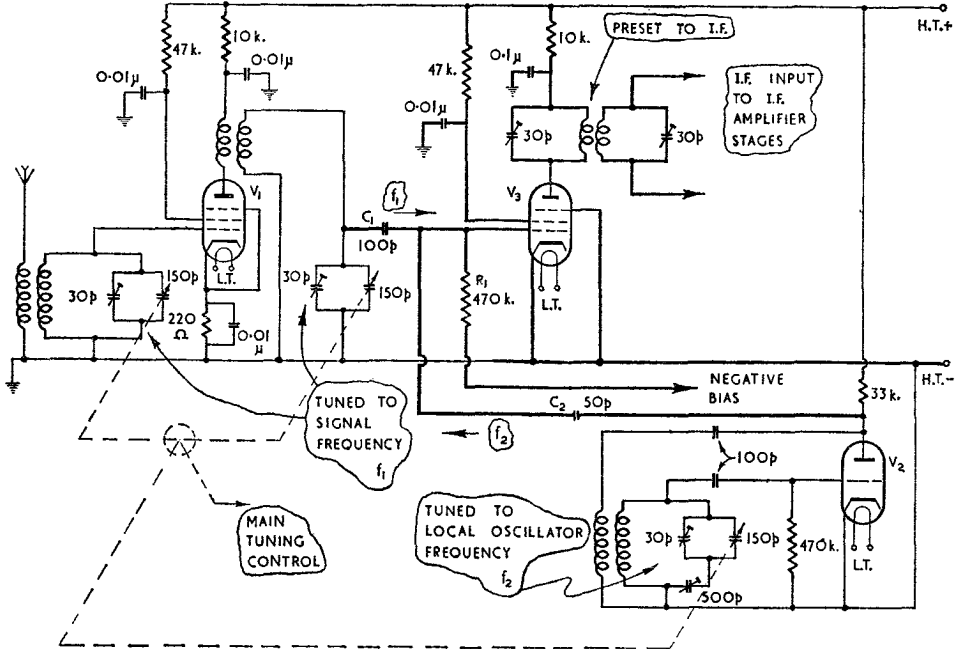 H.T.+
47k.
10k.
0·01μ
0·01μ
47k.
0·1μ
10k.
PRESET TO I.F.
0·01μ
30p
30p
I.F. INPUT
TO I.F.
AMPLIFIER
STAGES
V1
V3
f1
C1
100p
L.T.
L.T.
30p
150p
30p
150p
R1
470k.
220
Ω
0·01
μ
H.T.-
NEGATIVE
BIAS
33k.
C2 50p
f2
TUNED TO
SIGNAL
FREQUENCY
f1
MAIN
TUNING
CONTROL
100p
V2
TUNED TO
LOCAL OSCILLATOR
FREQUENCY
f2
30p
150p
470k.
L.T.
500p